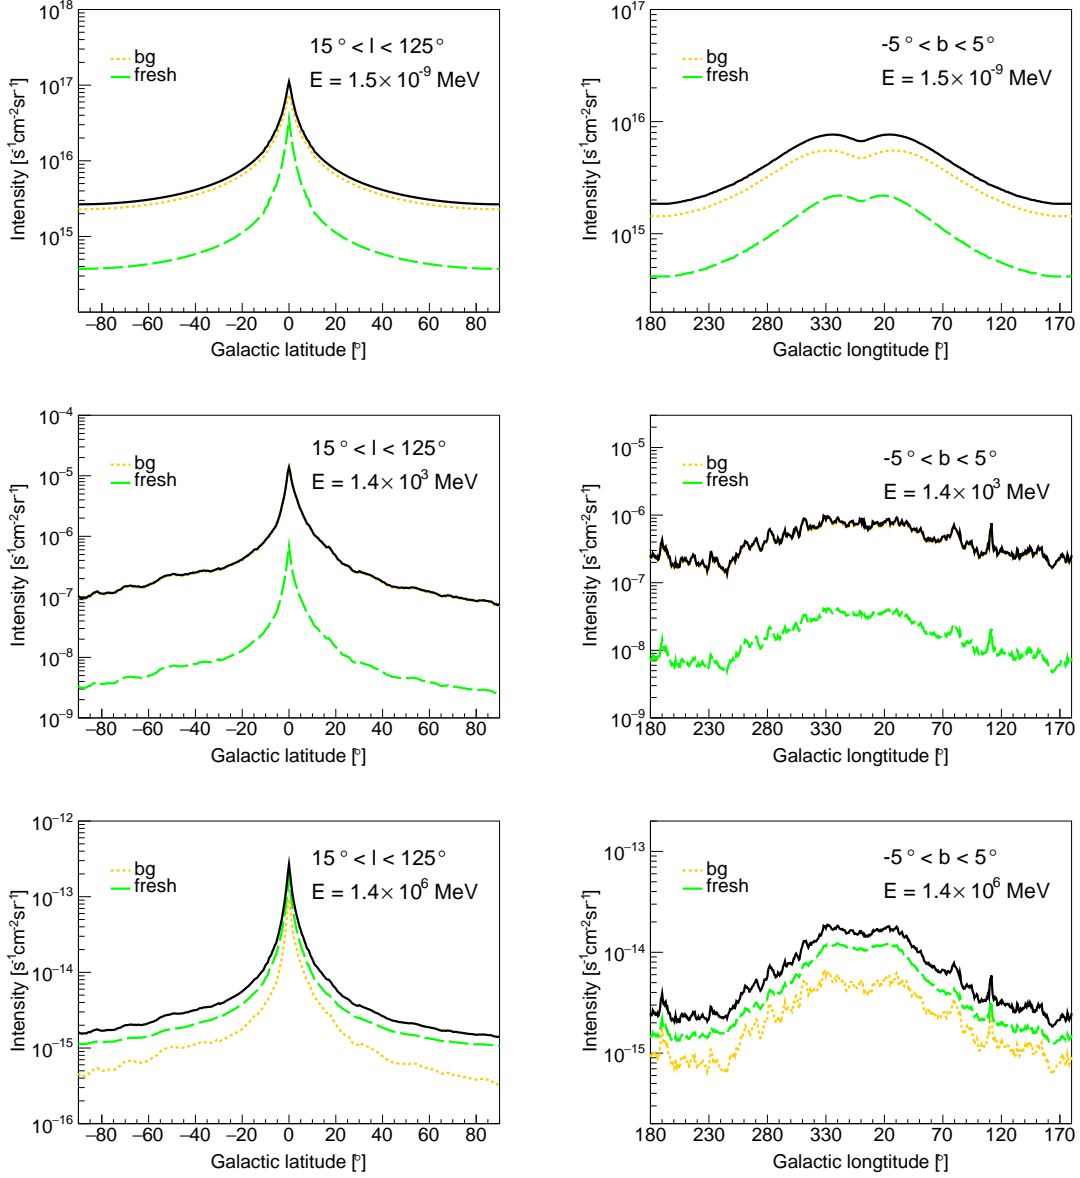 10^18
10^17
10^16
10^15
Intensity [s^-1cm^-2sr^-1]
bg
fresh
15 ° < l < 125°
E = 1.5× 10^-9 MeV
−80 −60 −40 −20 0 20 40 60 80
Galactic latitude [°]
10^17
10^16
10^15
Intensity [s^-1cm^-2sr^-1]
bg
fresh
-5 ° < b < 5°
E = 1.5× 10^-9 MeV
180 230 280 330 20 70 120 170
Galactic longtitude [°]
10^−4
10^−5
10^−6
10^−7
10^−8
10^−9
Intensity [s^-1cm^-2sr^-1]
bg
fresh
15 ° < l < 125°
E = 1.4× 10^3 MeV
−80 −60 −40 −20 0 20 40 60 80
Galactic latitude [°]
10^−5
10^−6
10^−7
10^−8
10^−9
Intensity [s^-1cm^-2sr^-1]
bg
fresh
-5 ° < b < 5°
E = 1.4× 10^3 MeV
180 230 280 330 20 70 120 170
Galactic longtitude [°]
10^−12
10^−13
10^−14
10^−15
10^−16
Intensity [s^-1cm^-2sr^-1]
bg
fresh
15 ° < l < 125°
E = 1.4× 10^6 MeV
−80 −60 −40 −20 0 20 40 60 80
Galactic latitude [°]
10^−13
10^−14
10^−15
Intensity [s^-1cm^-2sr^-1]
bg
fresh
-5 ° < b < 5°
E = 1.4× 10^6 MeV
180 230 280 330 20 70 120 170
Galactic longtitude [°]